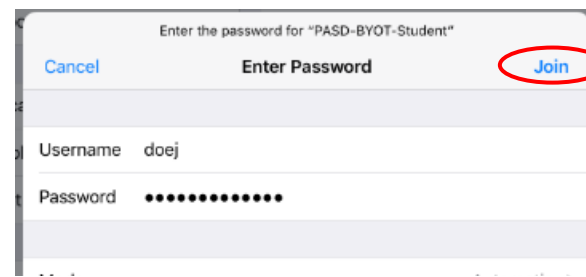 Enter the password for “PASD-BYOT-Student”
Cancel Enter Password Join
Username doej
Password •••••••••••••